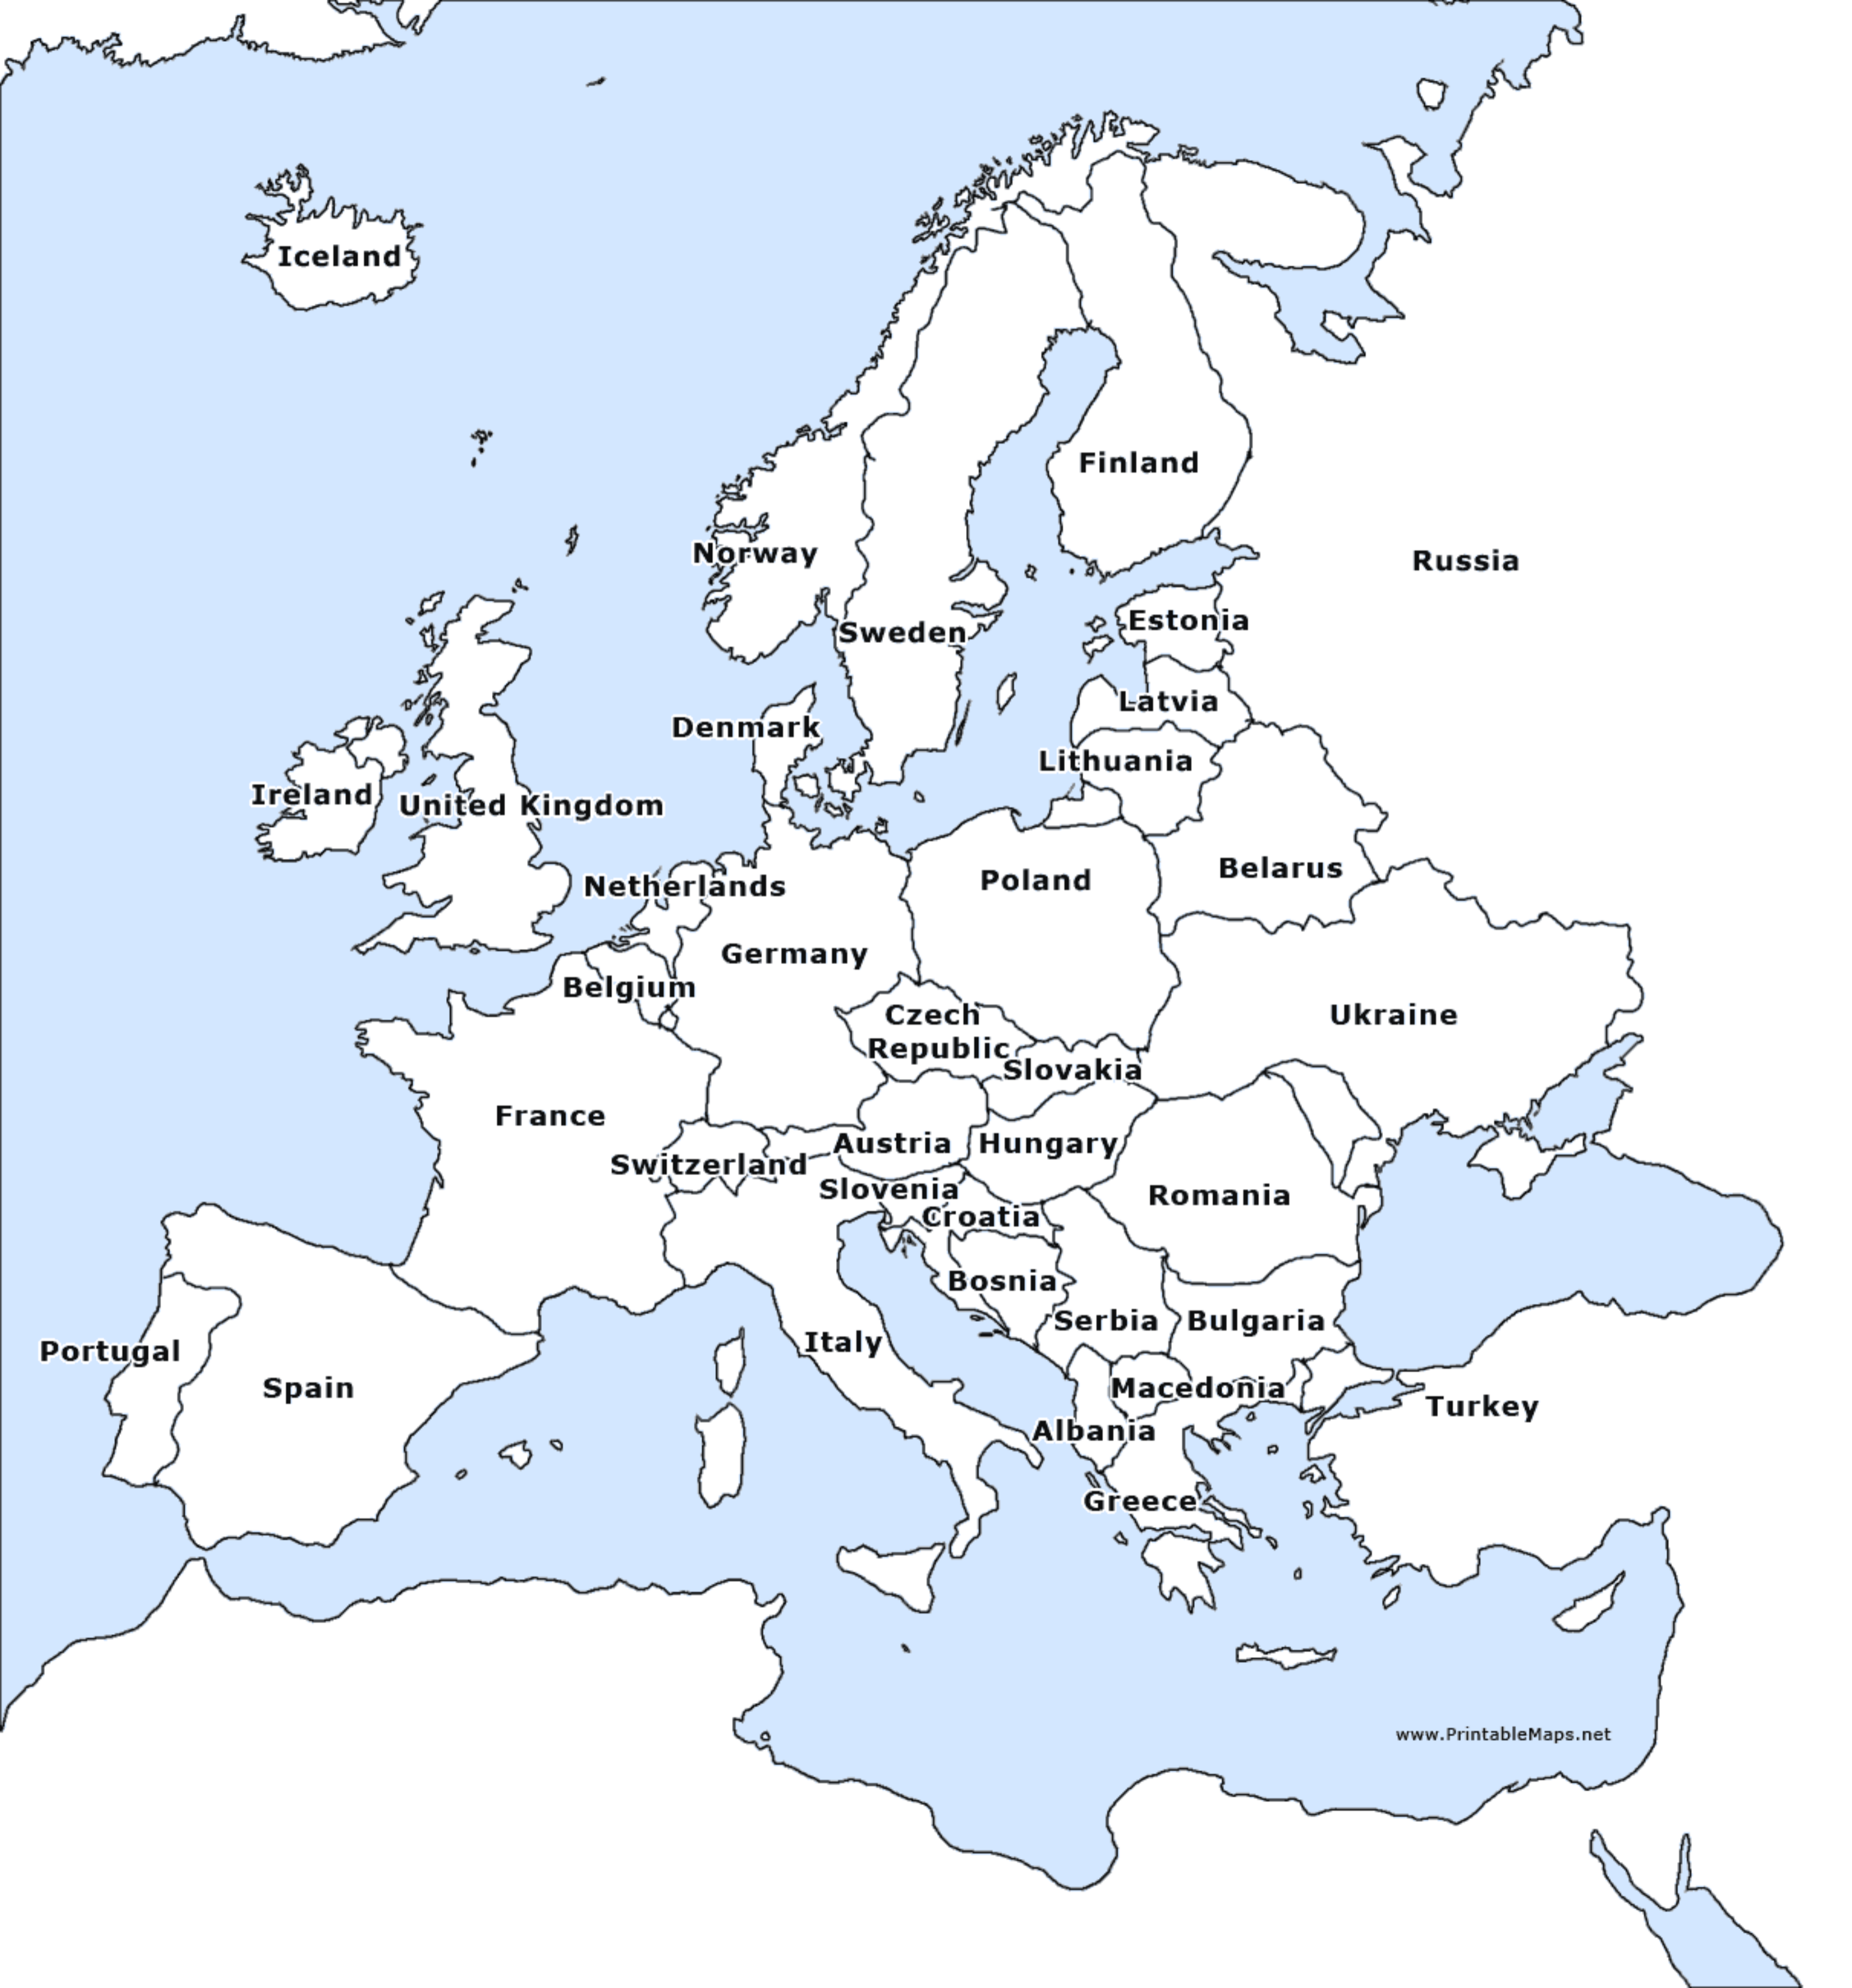 Iceland
Finland
Norway
Russia
Estonia
Sweden
Latvia
Denmark
Lithuania
Ireland
United Kingdom
Belarus
Poland
Netherlands
Germany
Belgium
Czech
Republic
Ukraine
Slovakia
France
Austria
Hungary
Switzerland
Slovenia
Romania
Croatia
Bosnia
Serbia
Bulgaria
Italy
Portugal
Spain
Macedonia
Turkey
Albania
Greece
www.PrintableMaps.net